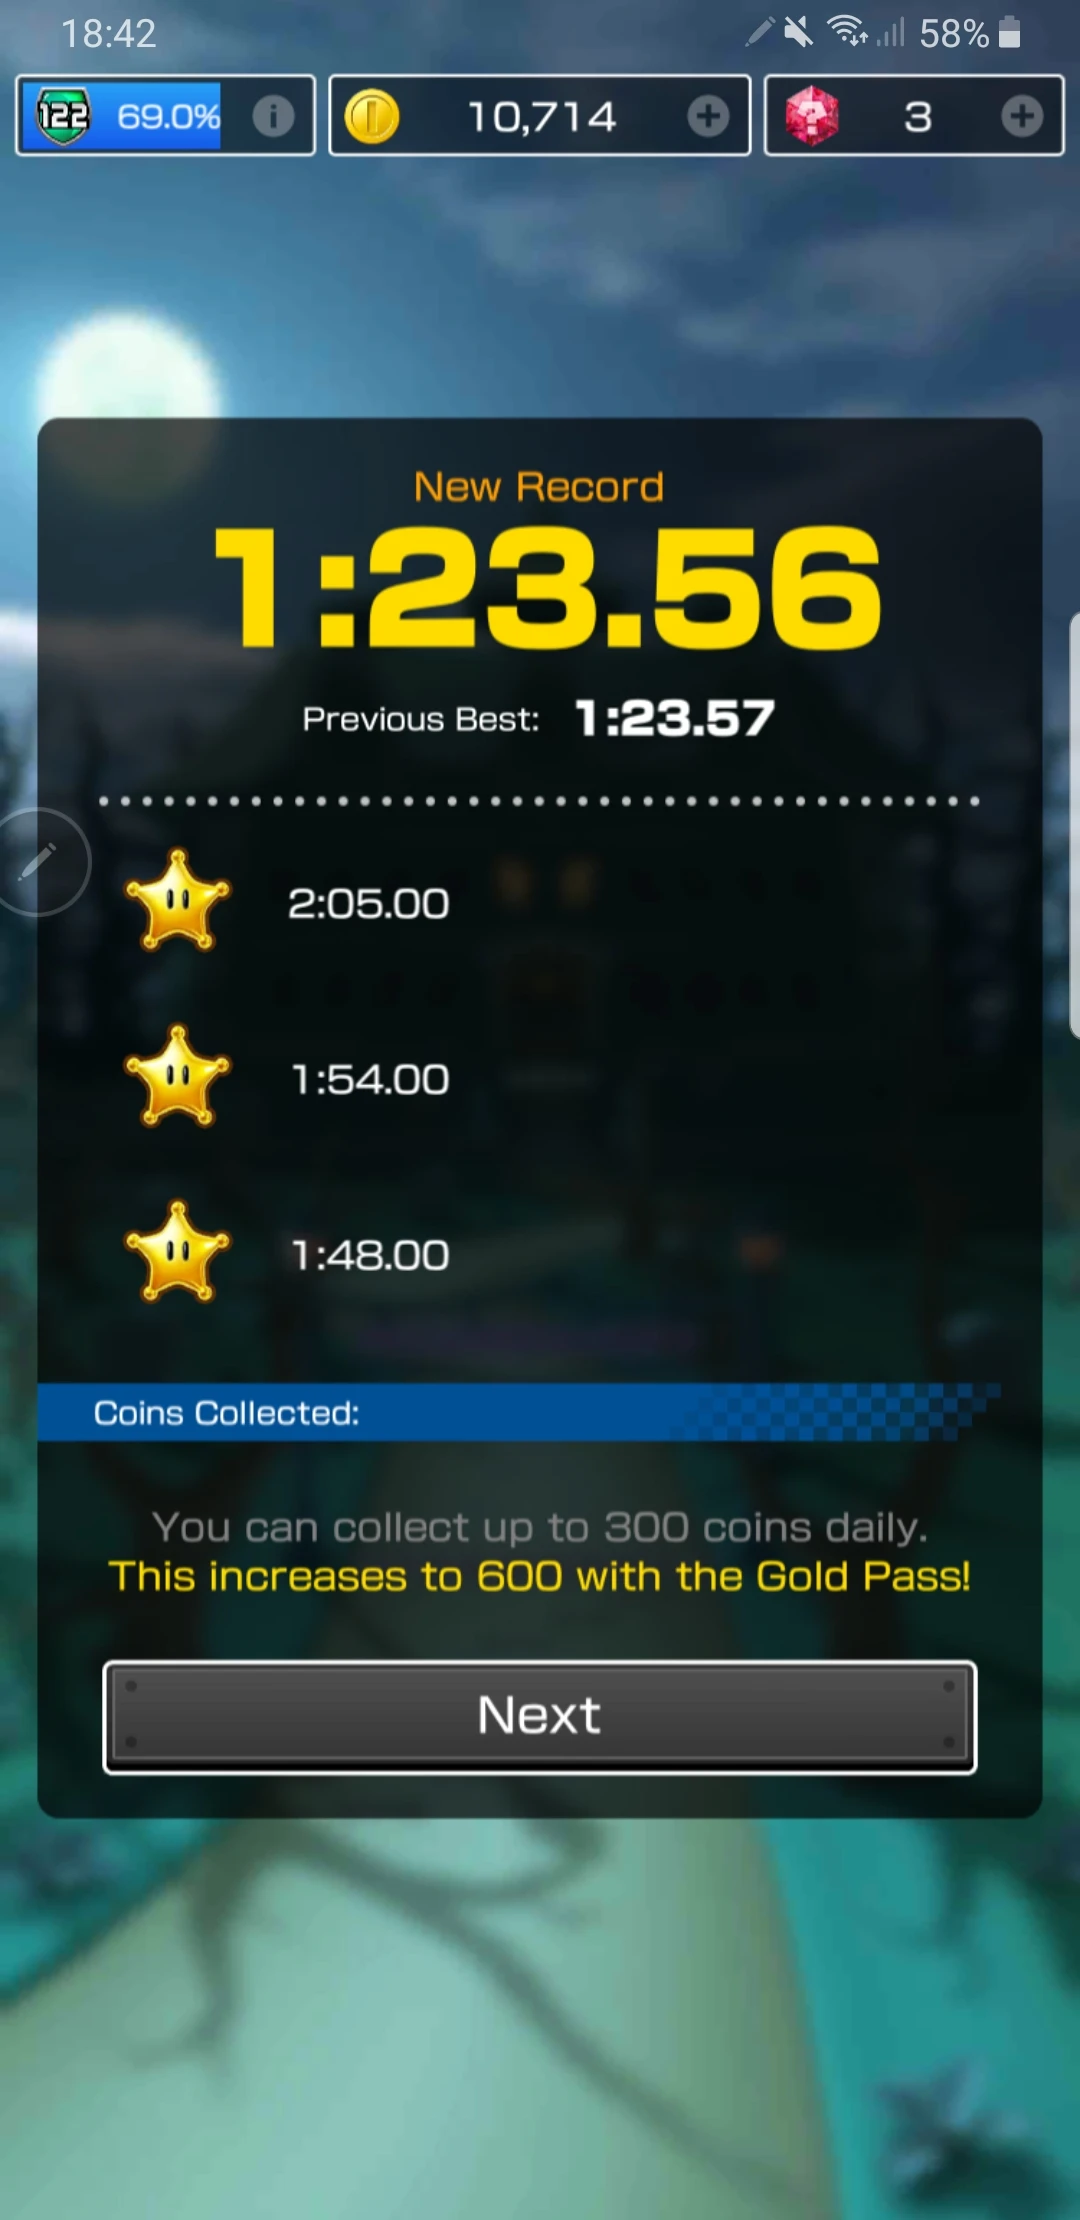 18:42
58%
122 69.0% i
10,714
3
New Record
1:23.56
Previous Best: 1:23.57
2:05.00
1:54.00
1:48.00
Coins Collected:
You can collect up to 300 coins daily.
This increases to 600 with the Gold Pass!
Next